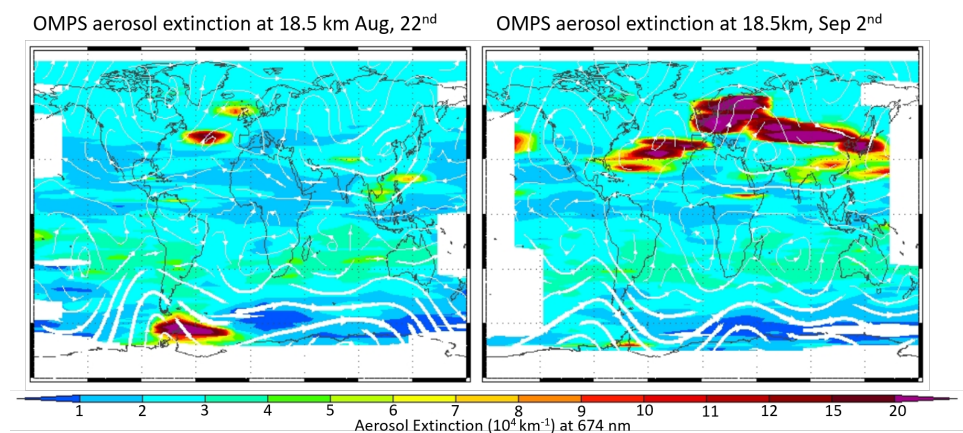 OMPS aerosol extinction at 18.5 km Aug, 22nd
OMPS aerosol extinction at 18.5km, Sep 2nd
1 2 3 4 5 6 7 8 9 10 11 12 15 20
Aerosol Extinction (10⁴ km⁻¹) at 674 nm